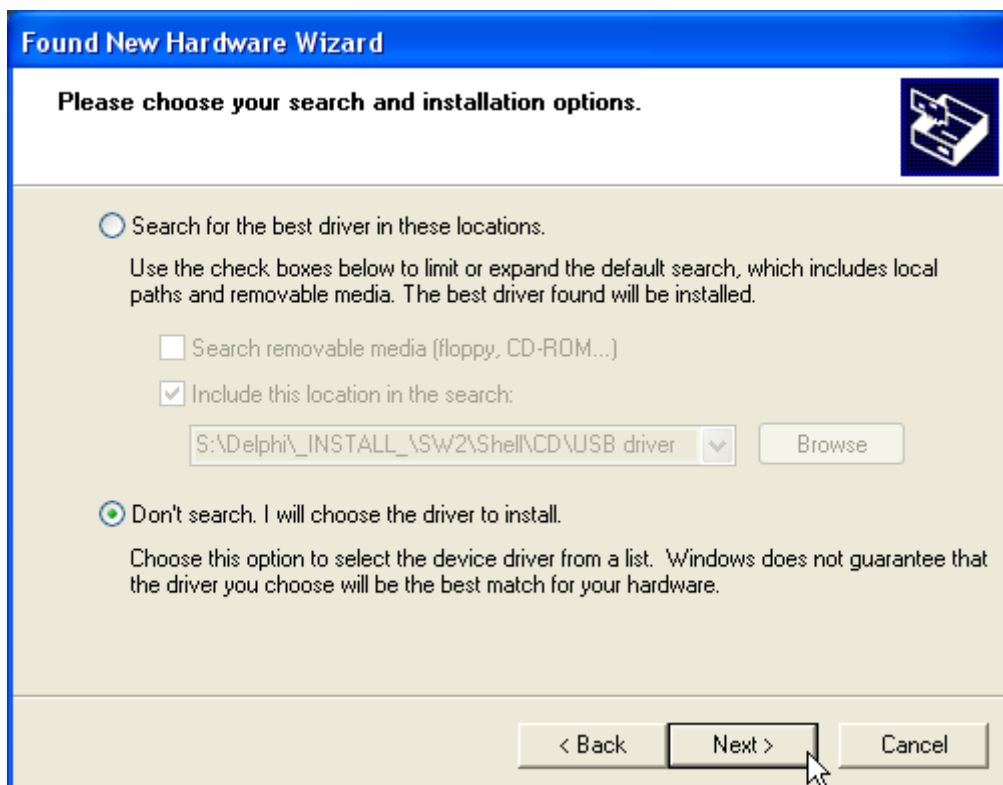 Found New Hardware Wizard
Please choose your search and installation options.
Search for the best driver in these locations.
Use the check boxes below to limit or expand the default search, which includes local
paths and removable media. The best driver found will be installed.
Search removable media (floppy, CD-ROM...)
Include this location in the search:
S:\Delphi\_INSTALL_\SW2\Shell\CD\USB driver
Browse
Don't search. I will choose the driver to install.
Choose this option to select the device driver from a list. Windows does not guarantee that
the driver you choose will be the best match for your hardware.
< Back
Next >
Cancel